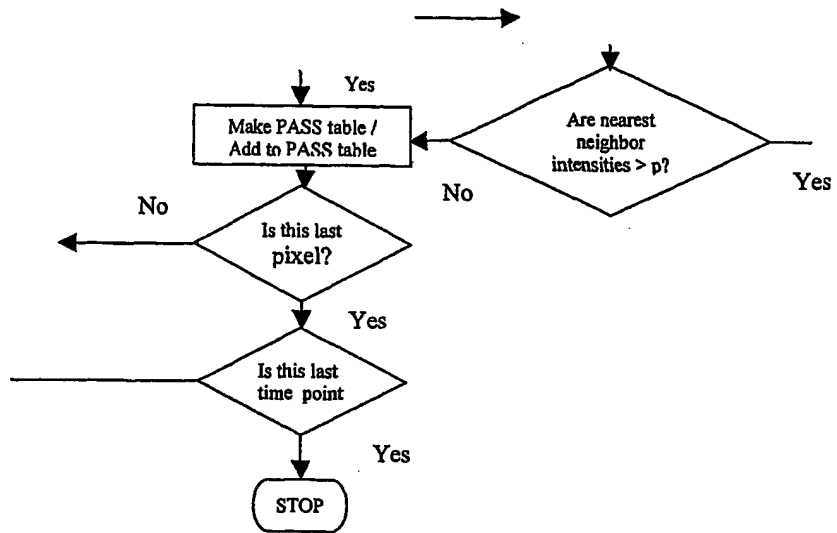 Yes
Make PASS table /
Add to PASS table
Are nearest
neighbor
intensities > p?
No
Yes
No
Is this last
pixel?
Yes
Is this last
time point
Yes
STOP